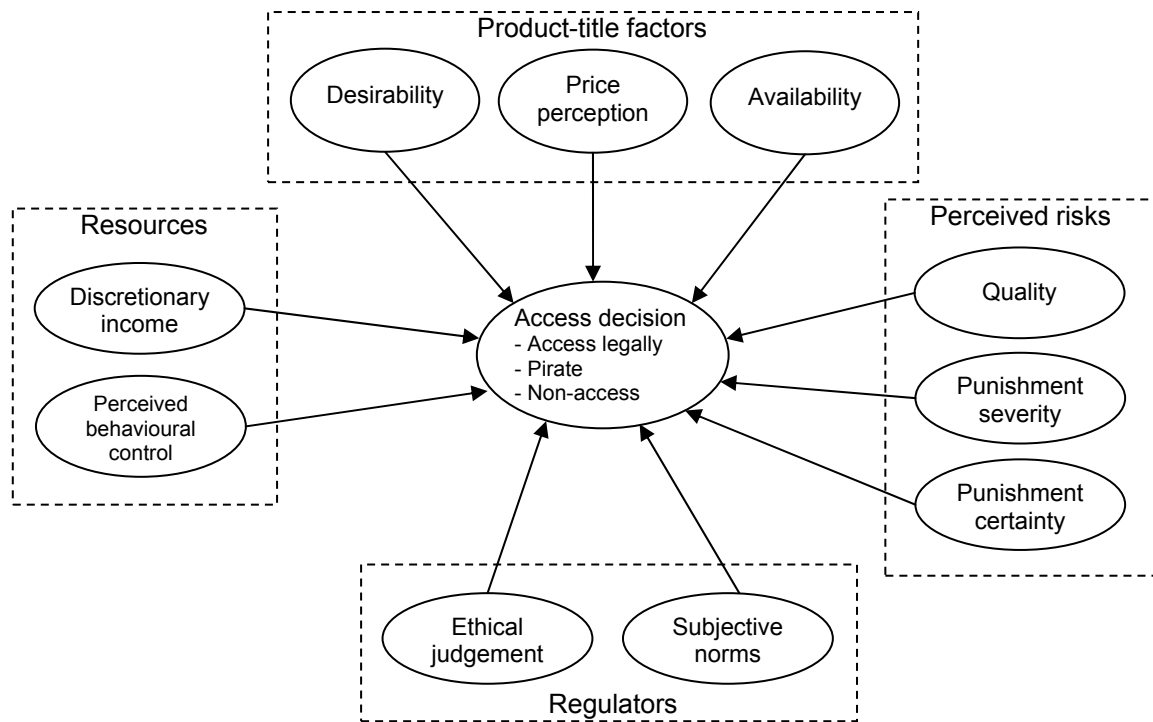 Product-title factors
Desirability
Price
perception
Availability
Resources
Discretionary
income
Perceived
behavioural
control
Access decision
- Access legally
- Pirate
- Non-access
Perceived risks
Quality
Punishment
severity
Punishment
certainty
Ethical
judgement
Subjective
norms
Regulators